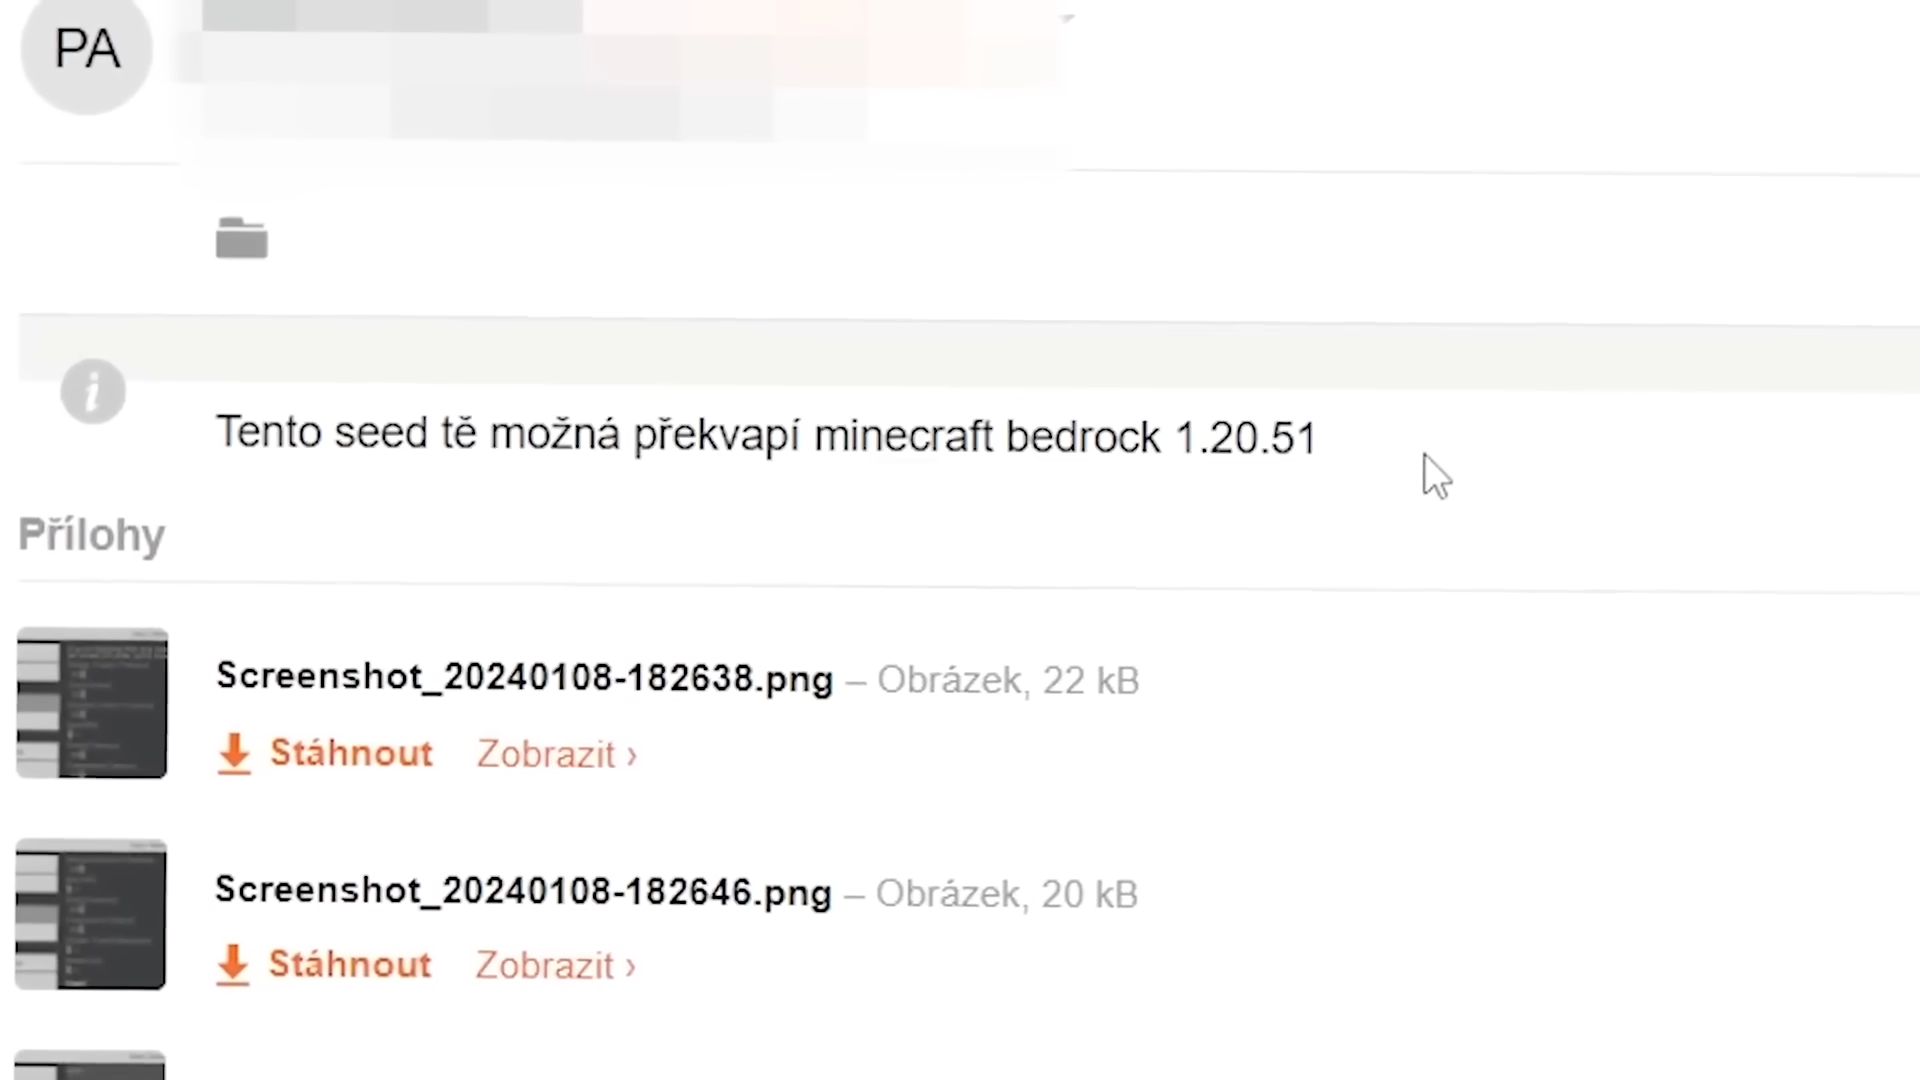 PA
Tento seed tě možná překvapí minecraft bedrock 1.20.51
Přílohy
Screenshot_20240108-182638.png – Obrázek, 22 kB
Stáhnout Zobrazit ›
Screenshot_20240108-182646.png – Obrázek, 20 kB
Stáhnout Zobrazit ›